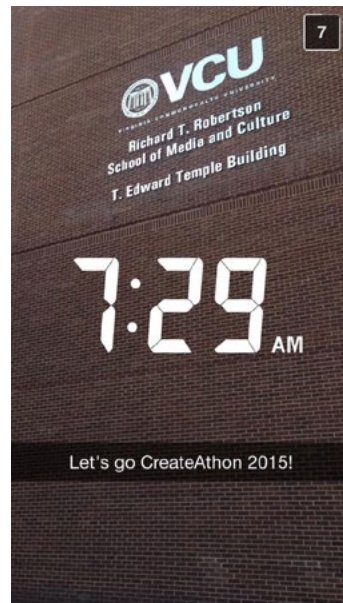 7
VCU
VIRGINIA COMMONWEALTH UNIVERSITY
Richard T. Robertson
School of Media and Culture
T. Edward Temple Building
7:29 AM
Let's go CreateAthon 2015!